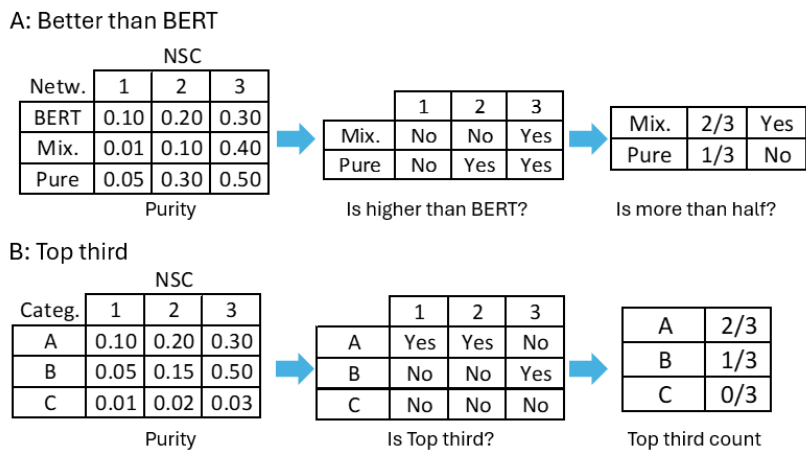 A: Better than BERT
NSC
Netw. 1 2 3
BERT 0.10 0.20 0.30
Mix. 0.01 0.10 0.40
Pure 0.05 0.30 0.50
Purity
1 2 3
Mix. No No Yes
Pure No Yes Yes
Is higher than BERT?
Mix. 2/3 Yes
Pure 1/3 No
Is more than half?
B: Top third
NSC
Categ. 1 2 3
A 0.10 0.20 0.30
B 0.05 0.15 0.50
C 0.01 0.02 0.03
Purity
1 2 3
A Yes Yes No
B No No Yes
C No No No
Is Top third?
A 2/3
B 1/3
C 0/3
Top third count